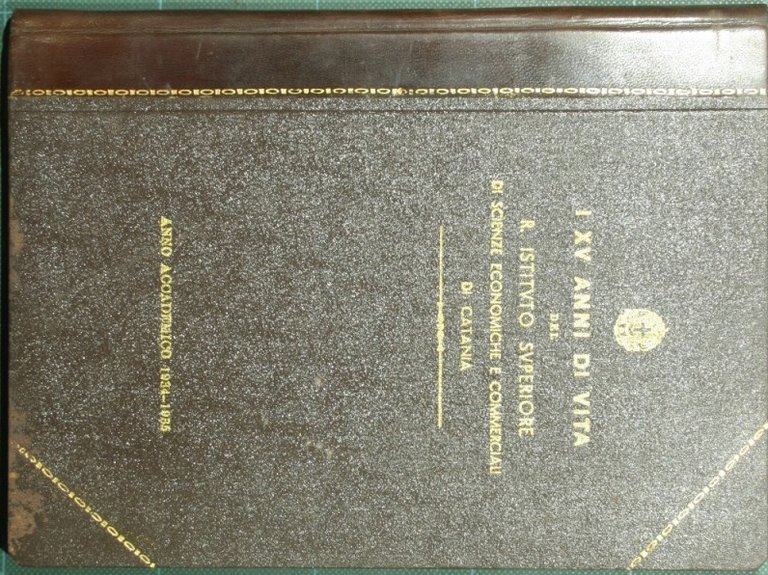 I XV ANNI DI VITA
DEL
R. ISTITVTO SVPERIORE
DI SCIENZE ECONOMICHE E COMMERCIALI
DI CATANIA
ANNO ACCADEMICO 1934-1935